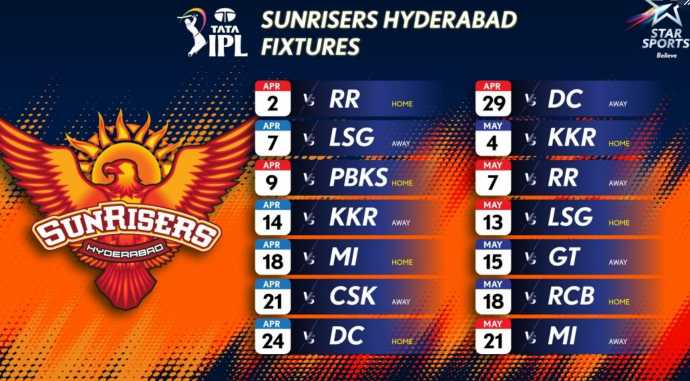 TATA
IPL
SUNRISERS HYDERABAD
FIXTURES
STAR
SPORTS
Believe
SUNRISERS
HYDERABAD
APR 2 VS RR HOME
APR 7 VS LSG AWAY
APR 9 VS PBKS HOME
APR 14 VS KKR AWAY
APR 18 VS MI HOME
APR 21 VS CSK AWAY
APR 24 VS DC HOME
APR 29 VS DC AWAY
MAY 4 VS KKR HOME
MAY 7 VS RR AWAY
MAY 13 VS LSG HOME
MAY 15 VS GT AWAY
MAY 18 VS RCB HOME
MAY 21 VS MI AWAY